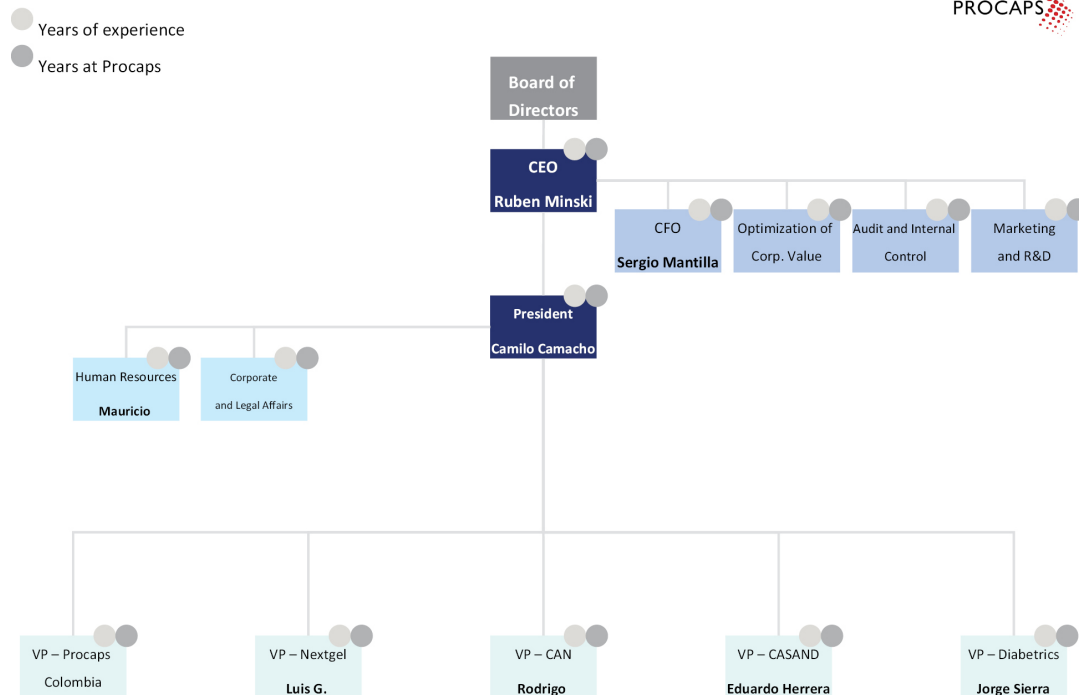 PROCAPS
Years of experience
Years at Procaps
Board of
Directors
CEO
Ruben Minski
CFO
Sergio Mantilla
Optimization of
Corp. Value
Audit and Internal
Control
Marketing
and R&D
President
Camilo Camacho
Human Resources
Mauricio
Corporate
and Legal Affairs
VP – Procaps
Colombia
VP – Nextgel
Luis G.
VP – CAN
Rodrigo
VP – CASAND
Eduardo Herrera
VP – Diabetrics
Jorge Sierra